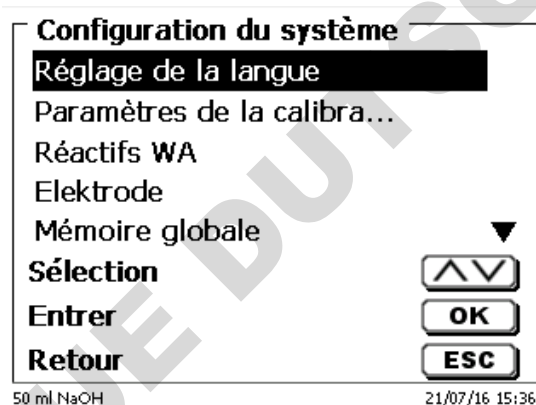 Configuration du système
Réglage de la langue
Paramètres de la calibra...
Réactifs WA
Elektrode
Mémoire globale
Sélection
Entrer OK
Retour ESC
50 ml NaOH 21/07/16 15:36